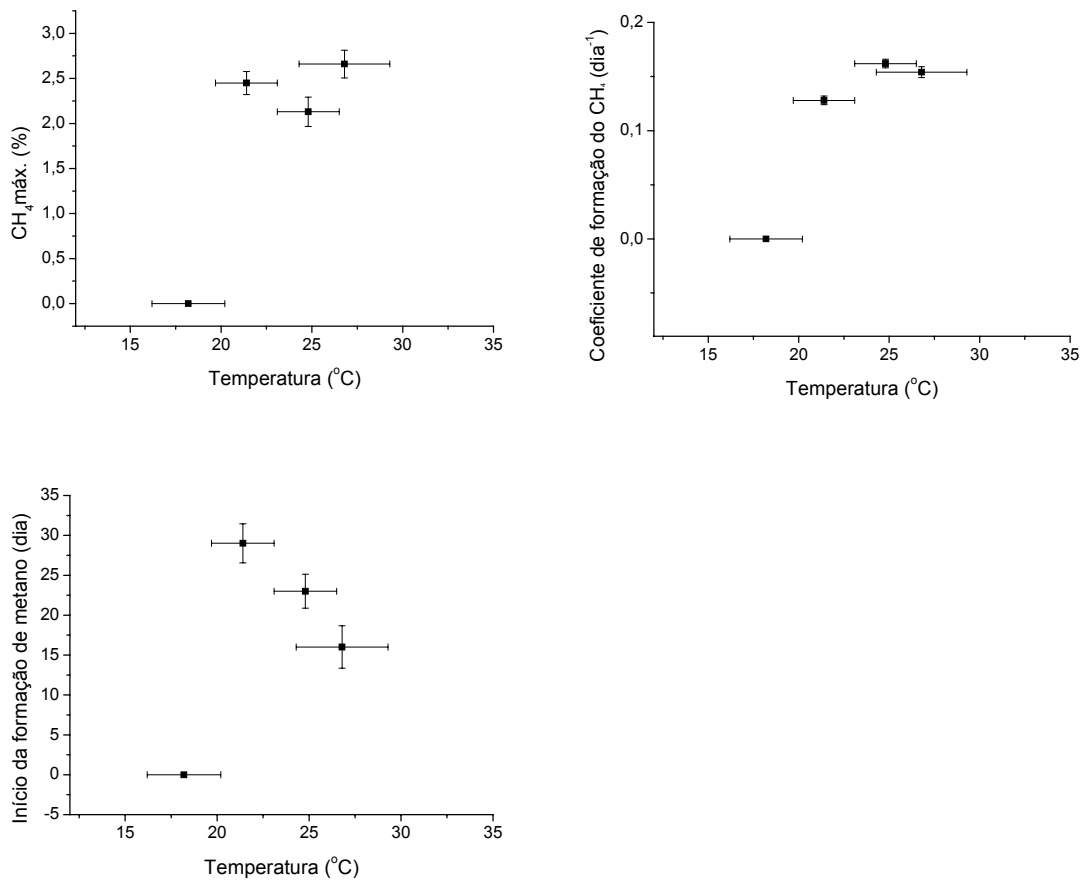 CH4máx. (%)
3,0
2,5
2,0
1,5
1,0
0,5
0,0
15 20 25 30 35
Temperatura (°C)
Coeficiente de formação do CH4 (dia-1)
0,2
0,1
0,0
15 20 25 30 35
Temperatura (°C)
Início da formação de metano (dia)
35
30
25
20
15
10
5
0
-5
15 20 25 30 35
Temperatura (°C)